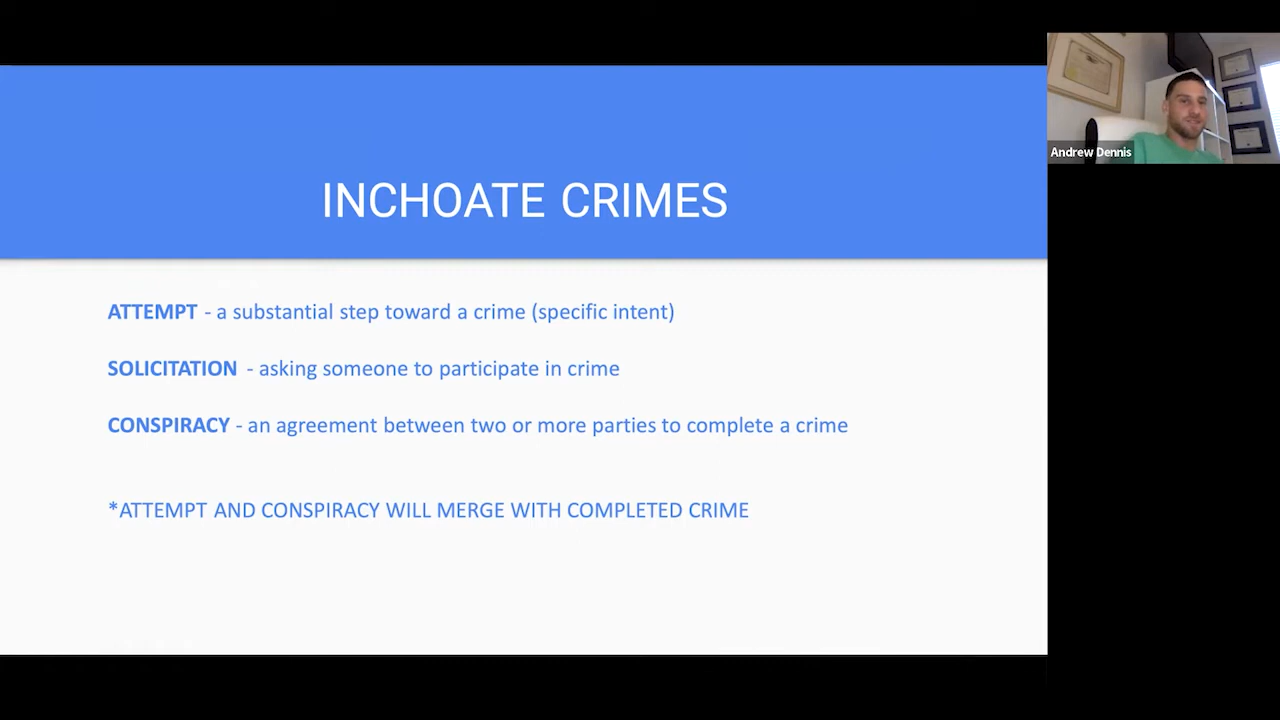 INCHOATE CRIMES
ATTEMPT - a substantial step toward a crime (specific intent)
SOLICITATION - asking someone to participate in crime
CONSPIRACY - an agreement between two or more parties to complete a crime
*ATTEMPT AND CONSPIRACY WILL MERGE WITH COMPLETED CRIME
Andrew Dennis